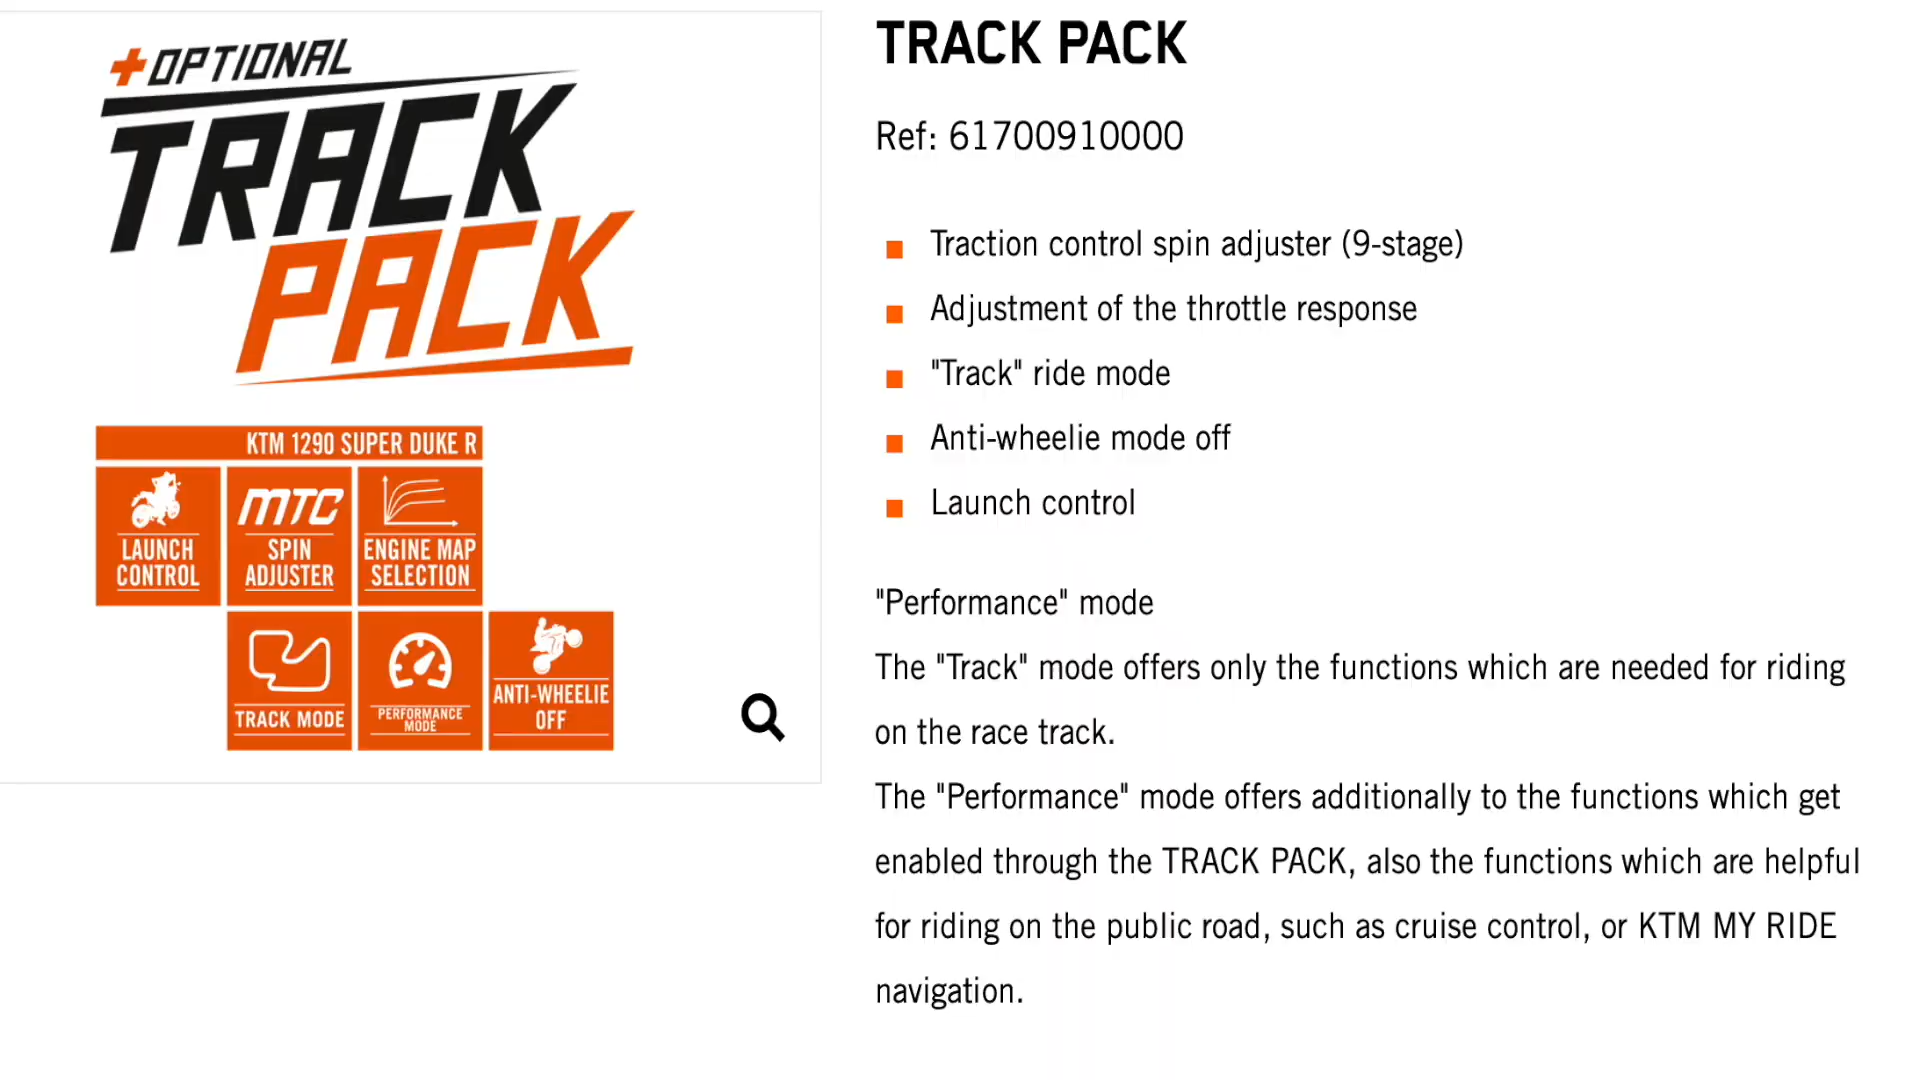 +OPTIONAL
TRACK
PACK
KTM 1290 SUPER DUKE R
LAUNCH
CONTROL
MTC
SPIN
ADJUSTER
ENGINE MAP
SELECTION
TRACK MODE
PERFORMANCE
MODE
ANTI-WHEELIE
OFF
TRACK PACK
Ref: 61700910000
Traction control spin adjuster (9-stage)
Adjustment of the throttle response
"Track" ride mode
Anti-wheelie mode off
Launch control
"Performance" mode
The "Track" mode offers only the functions which are needed for riding
on the race track.
The "Performance" mode offers additionally to the functions which get
enabled through the TRACK PACK, also the functions which are helpful
for riding on the public road, such as cruise control, or KTM MY RIDE
navigation.